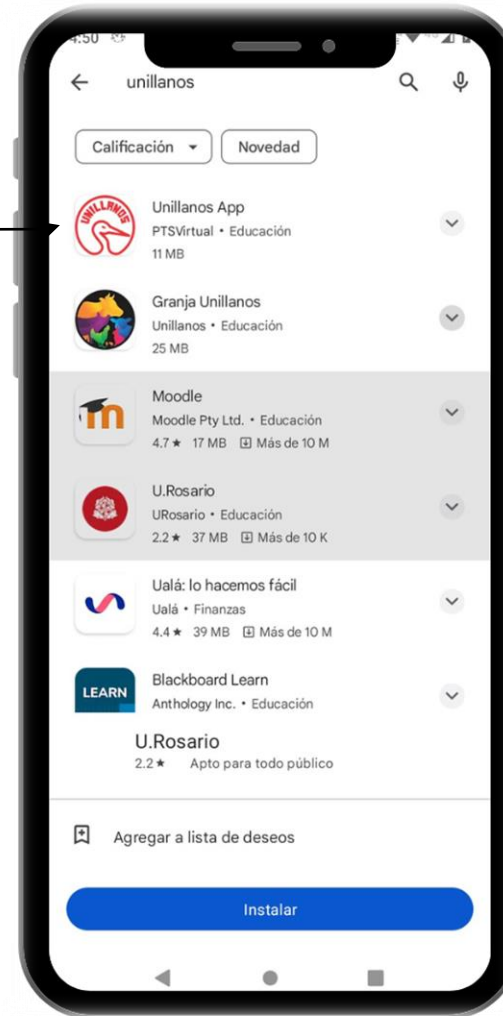 4:50
unillanos
Calificación
Novedad
UNILLANOS
Unillanos App
PTSVirtual • Educación
11 MB
Granja Unillanos
Unillanos • Educación
25 MB
m
Moodle
Moodle Pty Ltd. • Educación
4.7★ 17 MB Más de 10 M
U.Rosario
URosario • Educación
2.2★ 37 MB Más de 10 K
Ualá: lo hacemos fácil
Ualá • Finanzas
4.4★ 39 MB Más de 10 M
LEARN
Blackboard Learn
Anthology Inc. • Educación
U.Rosario
2.2★ Apto para todo público
Agregar a lista de deseos
Instalar